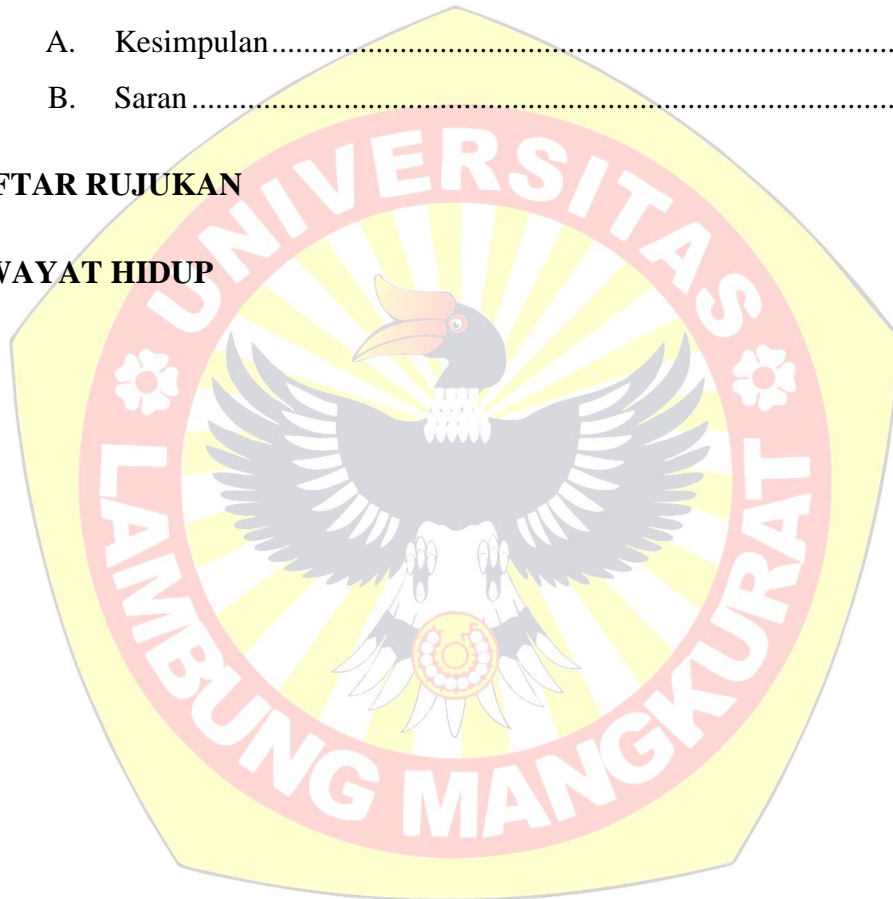 A. Kesimpulan......................................................................................
B. Saran................................................................................................
FTAR RUJUKAN
WAYAT HIDUP
UNIVERSITAS
LAMBUNG MANGKURAT